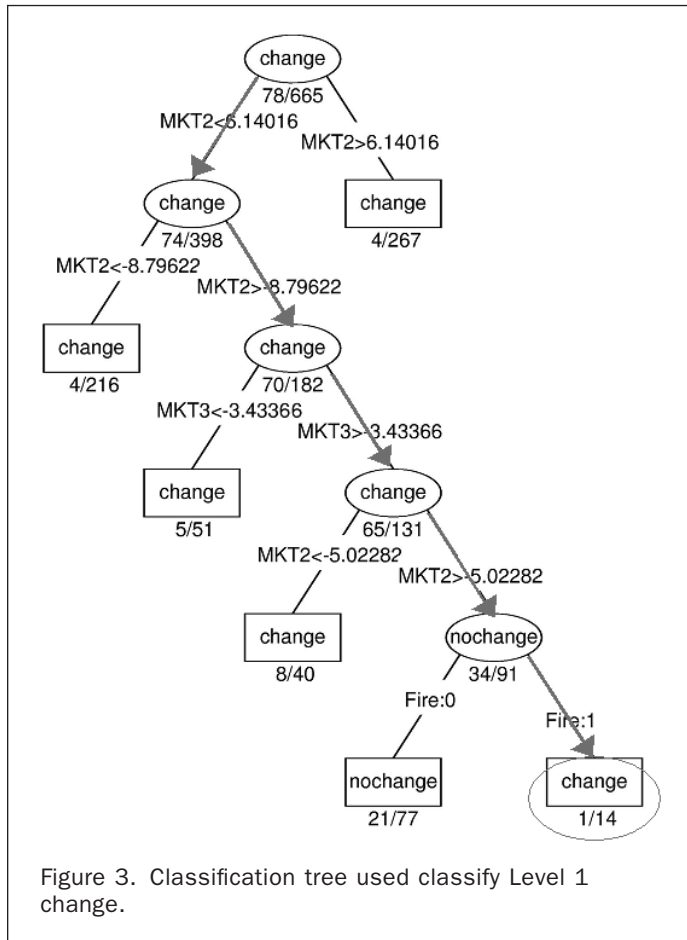 change
78/665
MKT2<6.14016
MKT2>6.14016
change
74/398
change
4/267
MKT2<-8.79622
MKT2>-8.79622
change
4/216
change
70/182
MKT3<-3.43366
MKT3>-3.43366
change
5/51
change
65/131
MKT2<-5.02282
MKT2>-5.02282
change
8/40
nochange
34/91
Fire:0
Fire:1
nochange
21/77
change
1/14
Figure 3. Classification tree used classify Level 1
change.